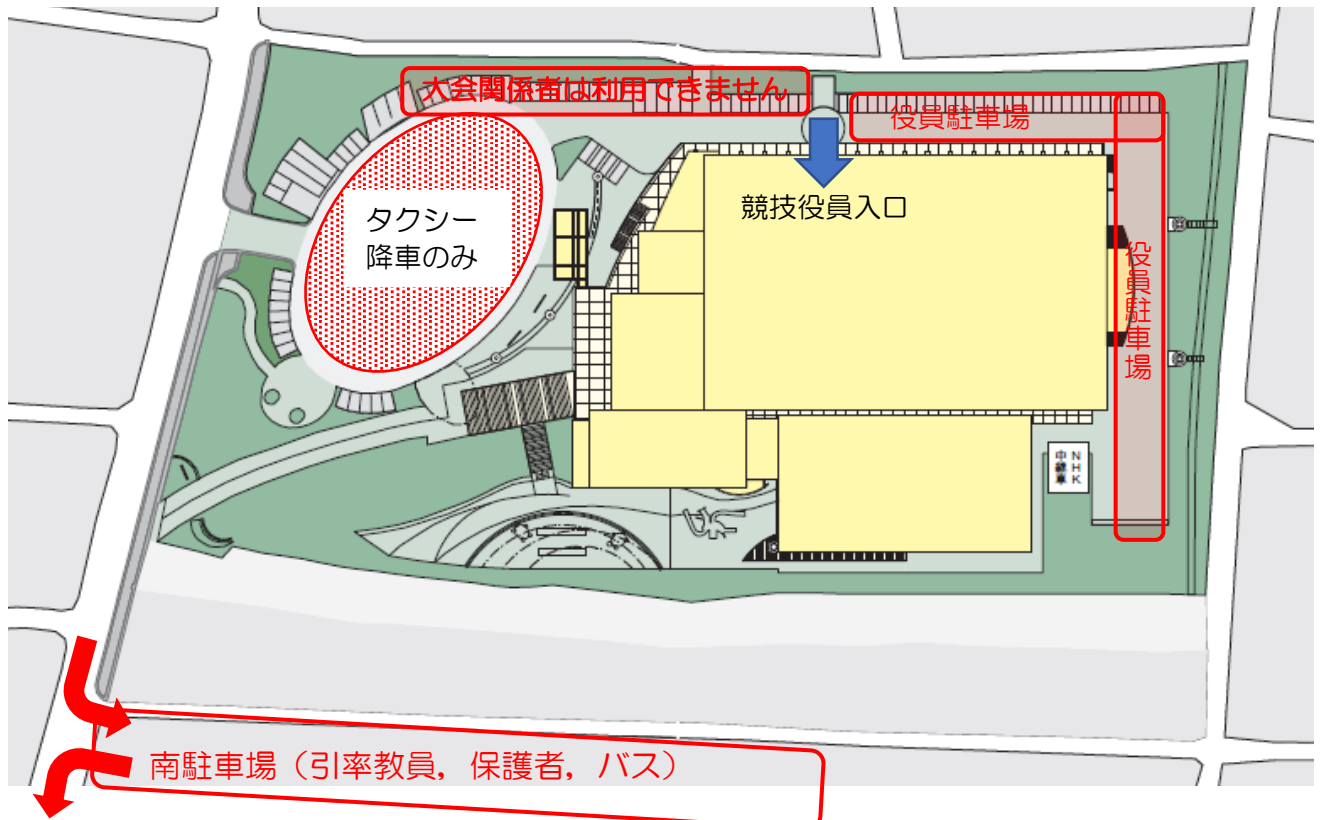 大会関係者は利用できません
役員駐車場
競技役員入口
タクシー
降車のみ
役員駐車場
NHK
中継車
南駐車場（引率教員，保護者，バス）